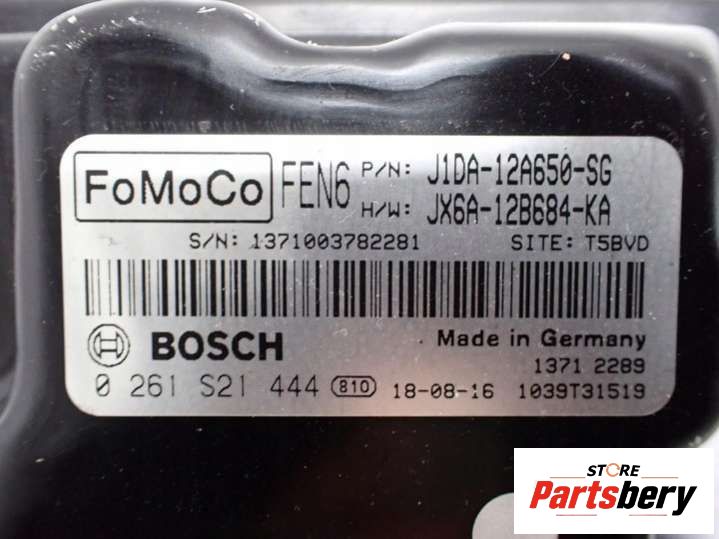 FoMoCo FEN6 P/N: J1DA-12A650-SG
H/W: JX6A-12B684-KA
S/N: 1371003782281 SITE: T5BVD
BOSCH Made in Germany
1371 2289
0 261 S21 444 810 18-08-16 1039T31519
STORE
Partsbery